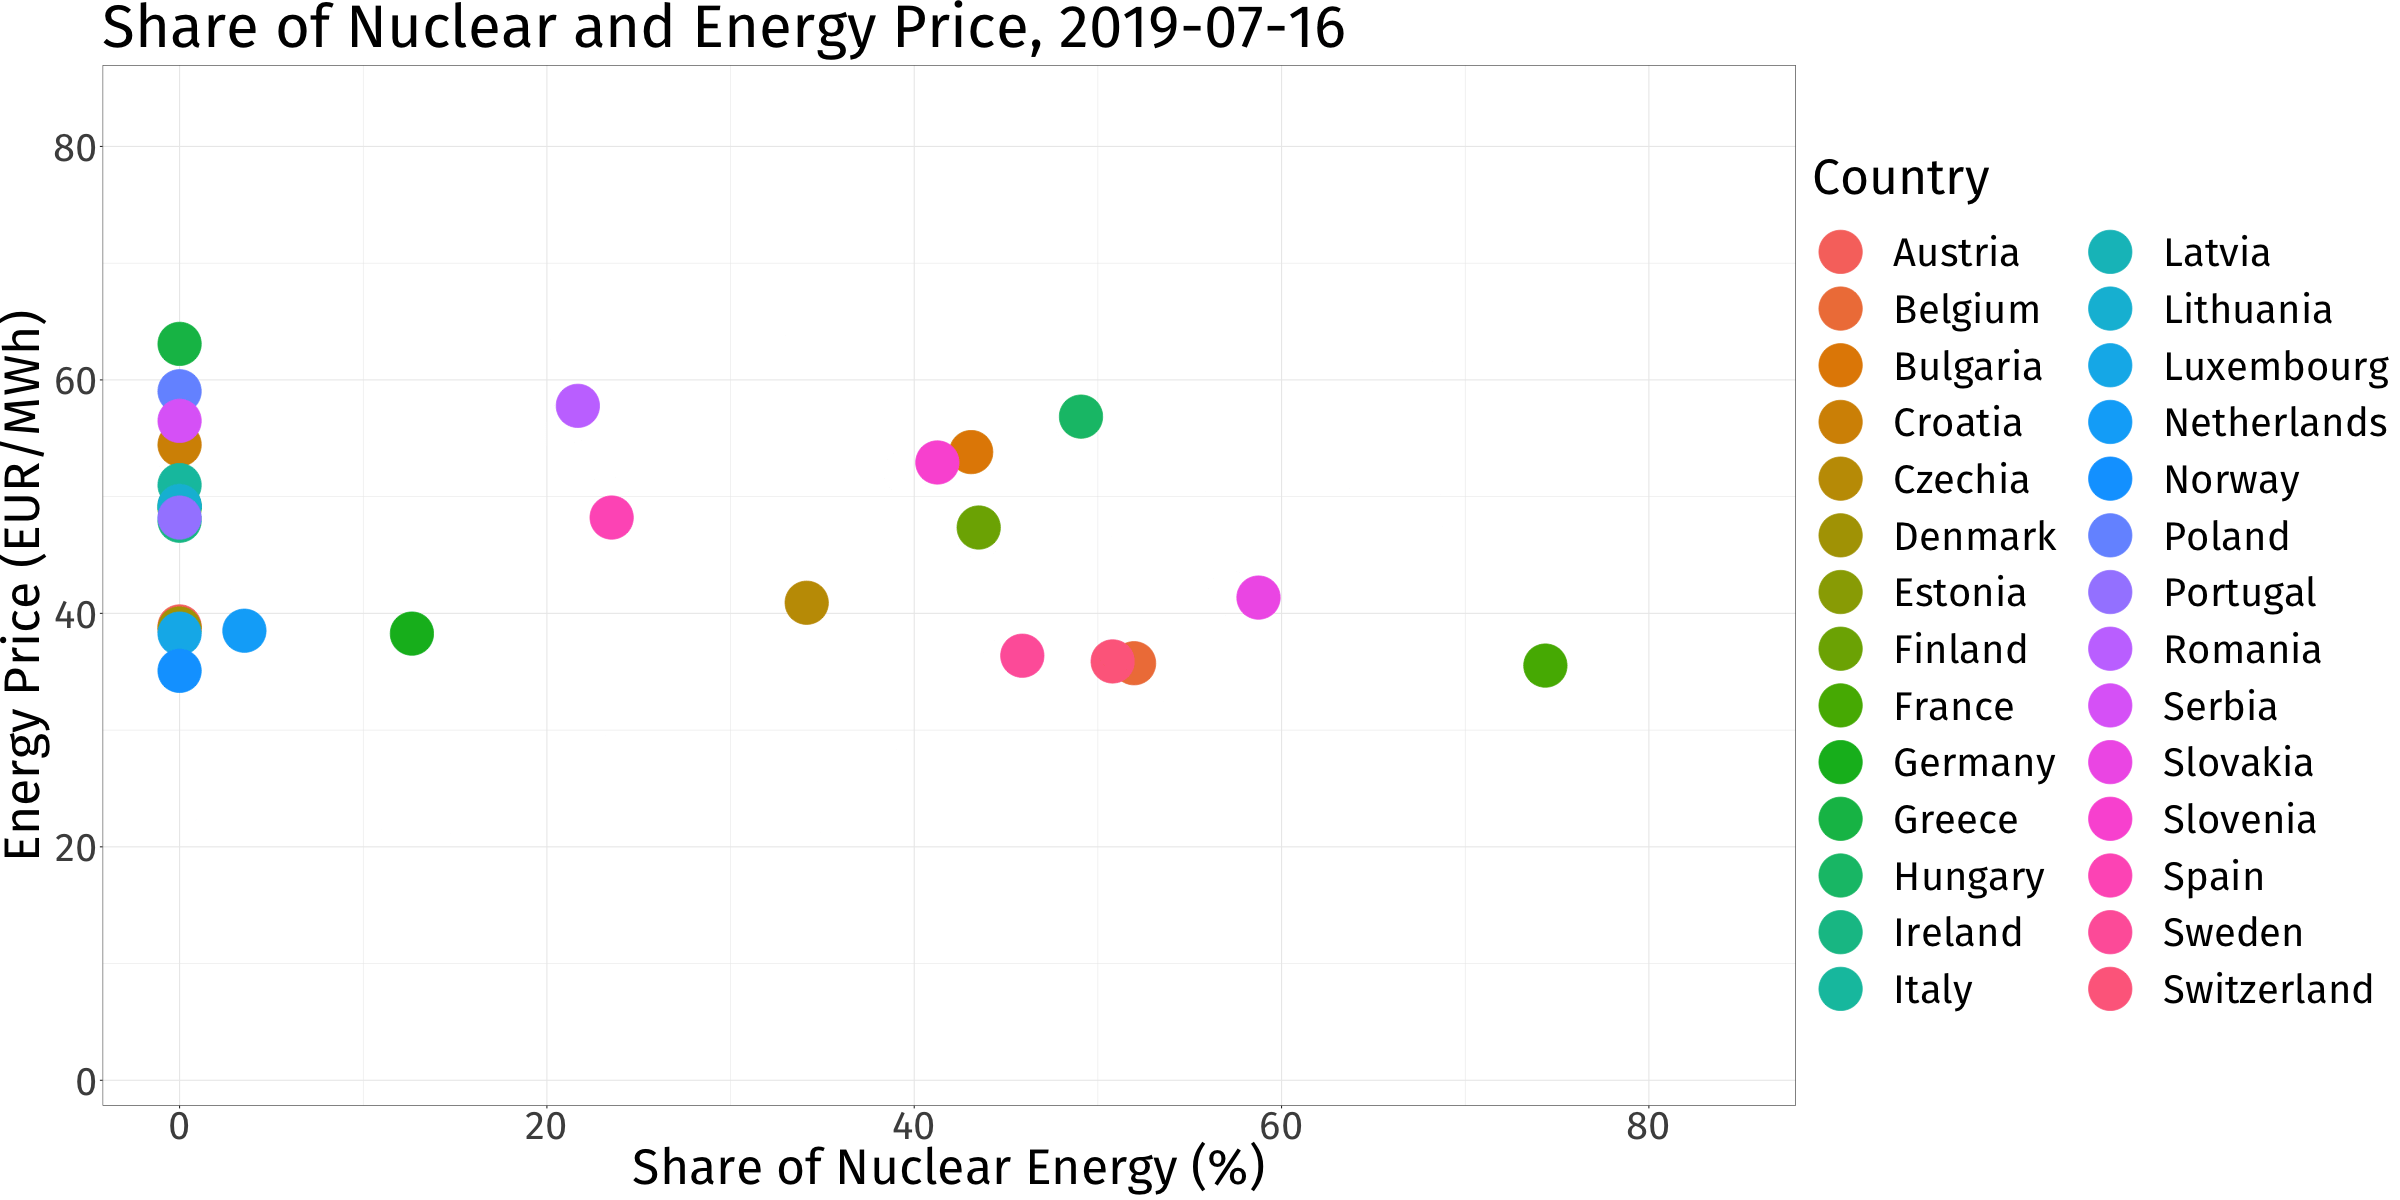 Share of Nuclear and Energy Price, 2019-07-16
Energy Price (EUR/MWh)
80
60
40
20
0
0 20 40 60 80
Share of Nuclear Energy (%)
Country
Austria
Belgium
Bulgaria
Croatia
Czechia
Denmark
Estonia
Finland
France
Germany
Greece
Hungary
Ireland
Italy
Latvia
Lithuania
Luxembourg
Netherlands
Norway
Poland
Portugal
Romania
Serbia
Slovakia
Slovenia
Spain
Sweden
Switzerland